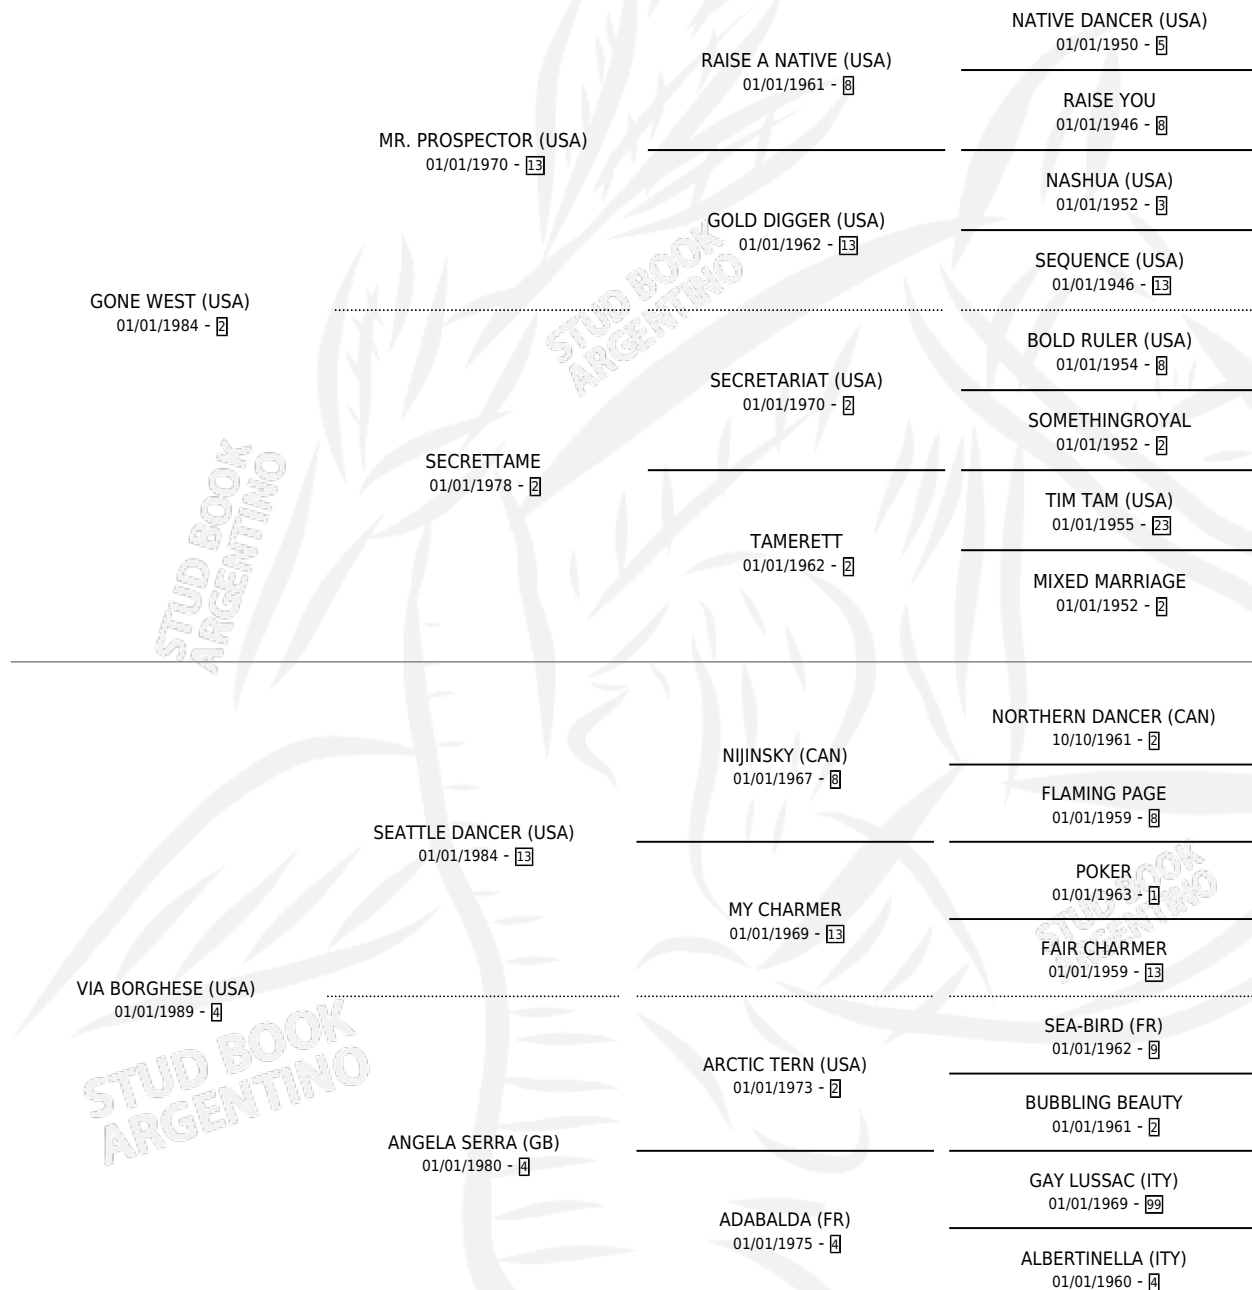 NATIVE DANCER (USA)
01/01/1950 - 5
RAISE A NATIVE (USA)
01/01/1961 - 8
RAISE YOU
01/01/1946 - 8
MR. PROSPECTOR (USA)
01/01/1970 - 13
NASHUA (USA)
01/01/1952 - 3
GOLD DIGGER (USA)
01/01/1962 - 13
SEQUENCE (USA)
01/01/1946 - 13
GONE WEST (USA)
01/01/1984 - 2
STUD BOOK
ARGENTINO
BOLD RULER (USA)
01/01/1954 - 8
SECRETARIAT (USA)
01/01/1970 - 2
SOMETHINGROYAL
01/01/1952 - 2
SECRETTAME
01/01/1978 - 2
TIM TAM (USA)
01/01/1955 - 23
TAMERETT
01/01/1962 - 2
MIXED MARRIAGE
01/01/1952 - 2
STUD BOOK
ARGENTINO
NORTHERN DANCER (CAN)
10/10/1961 - 2
NIJINSKY (CAN)
01/01/1967 - 8
FLAMING PAGE
01/01/1959 - 8
SEATTLE DANCER (USA)
01/01/1984 - 13
POKER
01/01/1963 - 1
MY CHARMER
01/01/1969 - 13
FAIR CHARMER
01/01/1959 - 13
STUD BOOK
ARGENTINO
VIA BORGHESE (USA)
01/01/1989 - 4
SEA-BIRD (FR)
01/01/1962 - 9
ARCTIC TERN (USA)
01/01/1973 - 2
BUBBLING BEAUTY
01/01/1961 - 2
STUD BOOK
ARGENTINO
ANGELA SERRA (GB)
01/01/1980 - 4
GAY LUSSAC (ITY)
01/01/1969 - 99
ADABALDA (FR)
01/01/1975 - 4
ALBERTINELLA (ITY)
01/01/1960 - 4